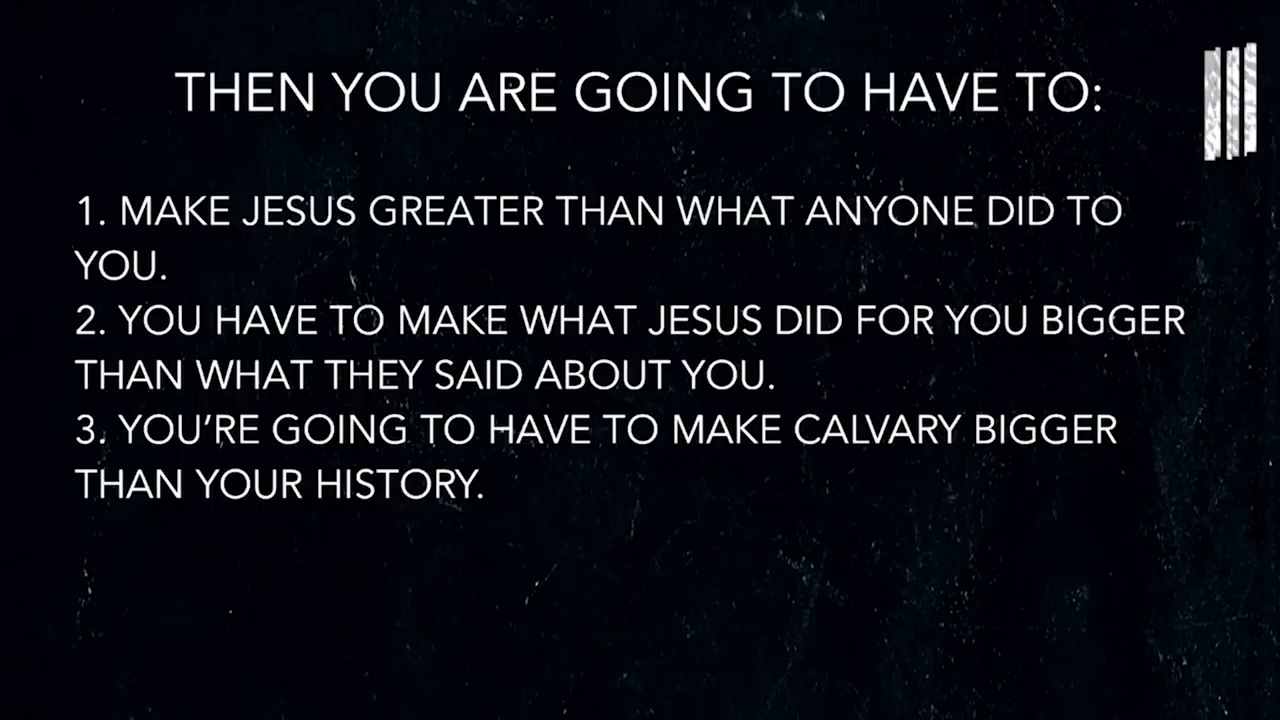 THEN YOU ARE GOING TO HAVE TO:
1. MAKE JESUS GREATER THAN WHAT ANYONE DID TO
YOU.
2. YOU HAVE TO MAKE WHAT JESUS DID FOR YOU BIGGER
THAN WHAT THEY SAID ABOUT YOU.
3. YOU’RE GOING TO HAVE TO MAKE CALVARY BIGGER
THAN YOUR HISTORY.